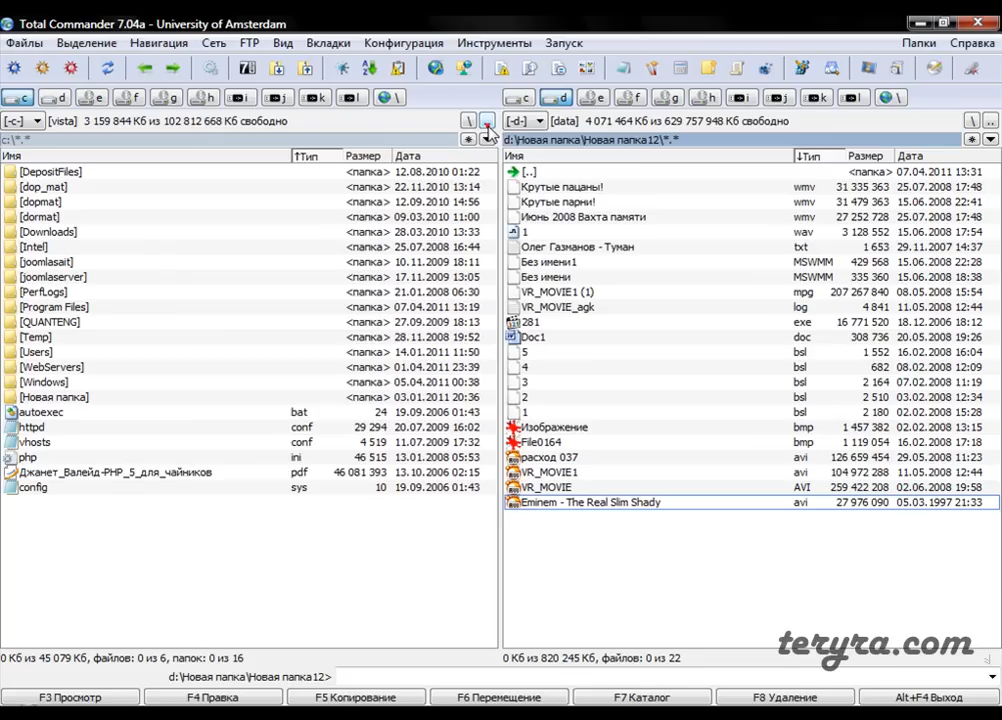 Total Commander 7.04a - University of Amsterdam
Файлы Выделение Навигация Сеть FTP Вид Вкладки Конфигурация Инструменты Запуск Папки Справка
c d e f g h i j k l \ c d e f g h i j k l \
[-c-] [vista] 3 159 844 Кб из 102 812 668 Кб свободно \ .. [-d-] [data] 4 071 464 Кб из 629 757 948 Кб свободно \ ..
c:\*.* * d:\Новая папка\Новая папка12\*.* *
Имя ↑Тип Размер Дата Имя ↓Тип Размер Дата
[DepositFiles] <папка> 12.08.2010 01:22 [..] <папка> 07.04.2011 13:31
[dop_mat] <папка> 22.11.2010 13:14 Крутые пацаны! wmv 31 335 363 25.07.2008 17:48
[dopmat] <папка> 12.09.2010 14:56 Крутые парни! wmv 31 479 363 15.06.2008 22:41
[dormat] <папка> 09.03.2010 11:00 Июнь 2008 Вахта памяти wmv 27 252 728 25.07.2008 17:48
[Downloads] <папка> 28.03.2010 13:33 1 wav 3 128 552 15.06.2008 17:54
[Intel] <папка> 25.07.2008 16:44 Олег Газманов - Туман txt 1 653 29.11.2007 14:37
[joomlasait] <папка> 10.11.2009 18:11 Без имени1 MSWMM 429 568 15.06.2008 22:28
[joomlaserver] <папка> 17.11.2009 13:05 Без имени MSWMM 335 360 15.06.2008 18:38
[PerfLogs] <папка> 21.01.2008 06:30 VR_MOVIE1 (1) mpg 207 267 840 08.05.2008 15:54
[Program Files] <папка> 07.04.2011 13:19 VR_MOVIE_agk log 4 841 11.05.2008 12:44
[QUANTENG] <папка> 27.09.2009 18:13 281 exe 16 771 520 18.12.2006 18:12
[Temp] <папка> 28.11.2008 19:52 Doc1 doc 308 736 20.05.2008 19:26
[Users] <папка> 14.01.2011 11:50 5 bsl 1 552 16.02.2008 16:04
[WebServers] <папка> 01.04.2011 23:39 4 bsl 682 08.02.2008 12:09
[Windows] <папка> 05.04.2011 00:38 3 bsl 2 164 07.02.2008 11:19
[Новая папка] <папка> 03.01.2011 20:36 2 bsl 2 510 03.02.2008 12:34
autoexec bat 24 19.09.2006 01:43 1 bsl 2 180 02.02.2008 15:28
httpd conf 29 294 20.07.2009 16:02 Изображение bmp 1 457 382 02.02.2008 13:15
vhosts conf 4 519 11.07.2009 17:32 File0164 bmp 1 119 054 16.02.2008 17:18
php ini 46 515 13.01.2008 05:53 расход 037 avi 126 659 454 29.05.2008 11:23
Джанет_Валейд-PHP_5_для_чайников pdf 46 081 393 13.10.2006 02:15 VR_MOVIE1 avi 104 972 288 11.05.2008 12:44
config sys 10 19.09.2006 01:43 VR_MOVIE AVI 259 422 208 02.06.2008 19:58
Eminem - The Real Slim Shady avi 27 976 090 05.03.1997 21:33
teryra.com
0 Кб из 45 079 Кб, файлов: 0 из 6, папок: 0 из 16 0 Кб из 820 245 Кб, файлов: 0 из 22
d:\Новая папка\Новая папка12>
F3 Просмотр F4 Правка F5 Копирование F6 Перемещение F7 Каталог F8 Удаление Alt+F4 Выход